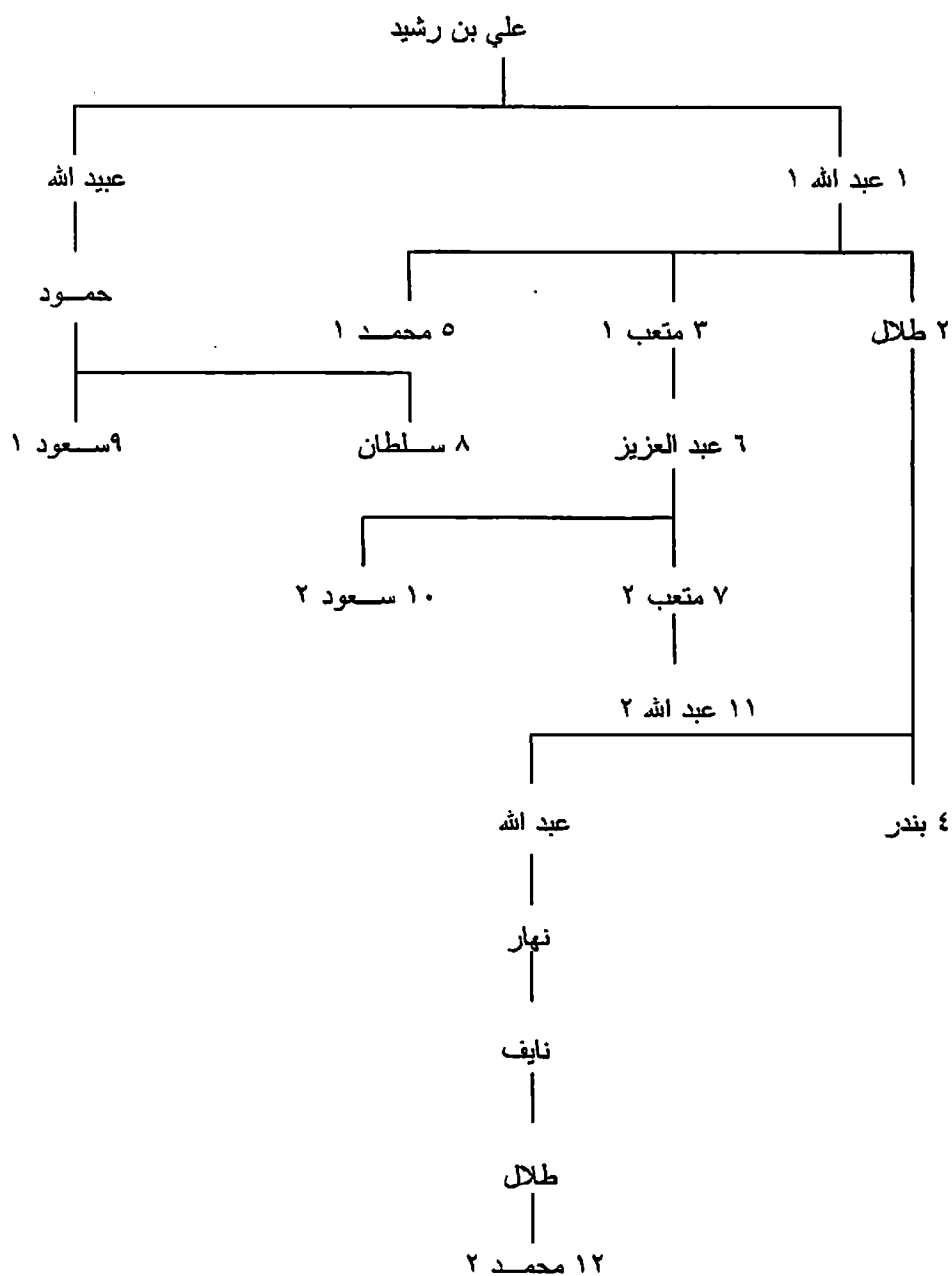 علي بن رشيد
١ عبد الله ١
عبيد الله
٢ طلال
٣ متعب ١
٥ محمد ١
حمود
٦ عبد العزيز
٨ سلطان
٩سعود ١
٧ متعب ٢
١٠ سعود ٢
١١ عبد الله ٢
٤ بندر
عبد الله
نهار
نايف
طلال
١٢ محمد ٢